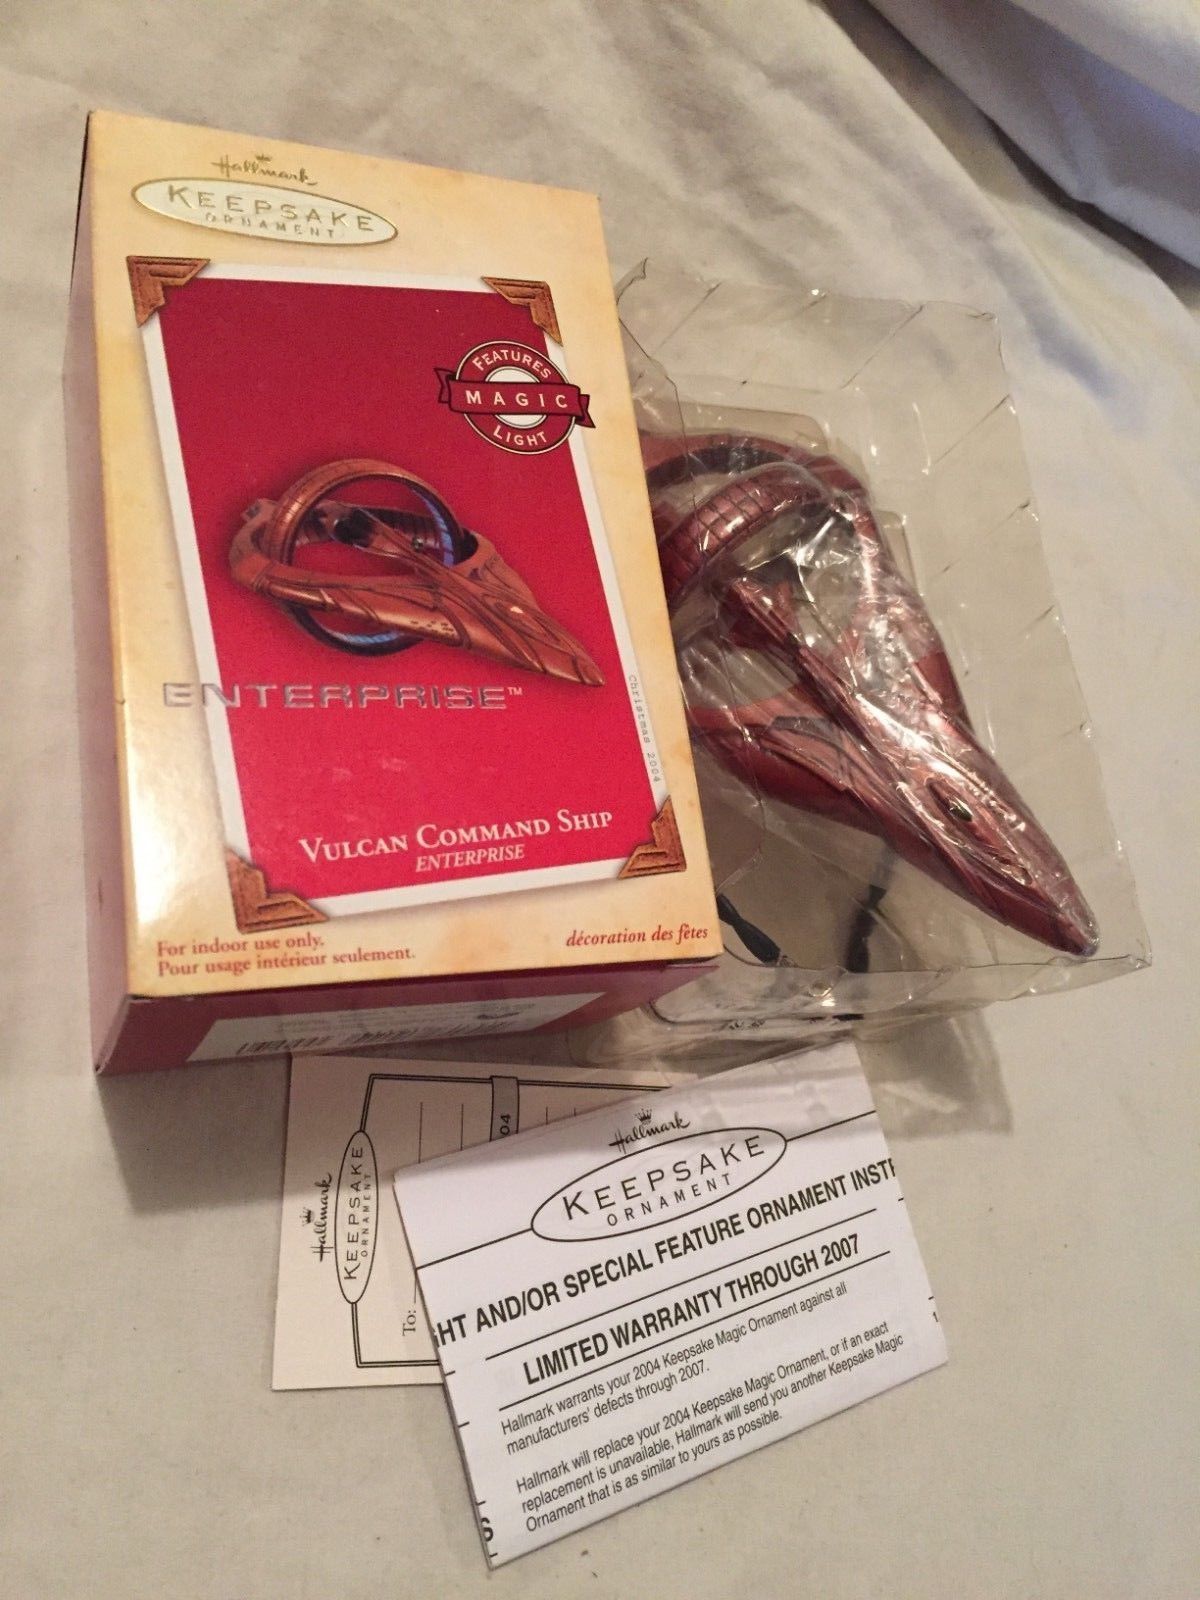 Hallmark
KEEPSAKE
ORNAMENT
FEATURES
MAGIC
LIGHT
ENTERPRISE™
Christmas 2004
VULCAN COMMAND SHIP
ENTERPRISE
For indoor use only.
Pour usage intérieur seulement.
décoration des fêtes
Hallmark
KEEPSAKE
ORNAMENT
To:
04
Hallmark
KEEPSAKE
ORNAMENT
HT AND/OR SPECIAL FEATURE ORNAMENT INSTR
LIMITED WARRANTY THROUGH 2007
Hallmark warrants your 2004 Keepsake Magic Ornament against all
manufacturers' defects through 2007.
Hallmark will replace your 2004 Keepsake Magic Ornament, or if an exact
replacement is unavailable, Hallmark will send you another Keepsake Magic
Ornament that is as similar to yours as possible.